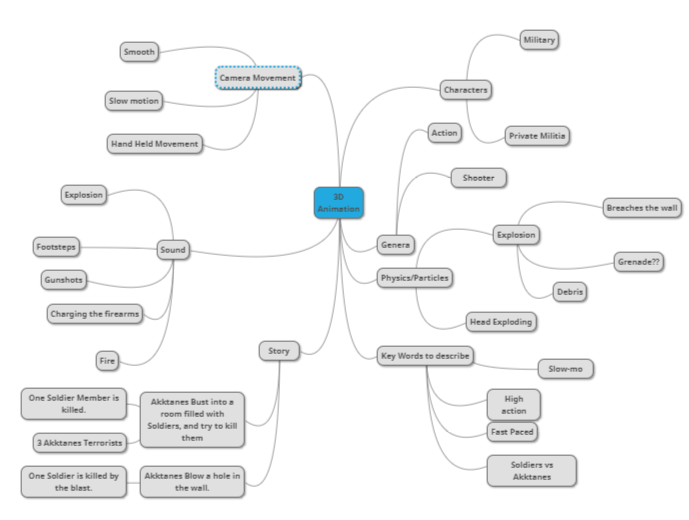 3D
Animation
Camera Movement
Smooth
Slow motion
Hand Held Movement
Sound
Explosion
Footsteps
Gunshots
Charging the firearms
Fire
Story
Akktanes Bust into a
room filled with
Soldiers, and try to kill
them
One Soldier Member is
killed.
3 Akktanes Terrorists
Akktanes Blow a hole in
the wall.
One Soldier is killed by
the blast.
Characters
Military
Private Militia
Genera
Action
Shooter
Physics/Particles
Explosion
Breaches the wall
Grenade??
Debris
Head Exploding
Key Words to describe
Slow-mo
High
action
Fast Paced
Soldiers vs
Akktanes